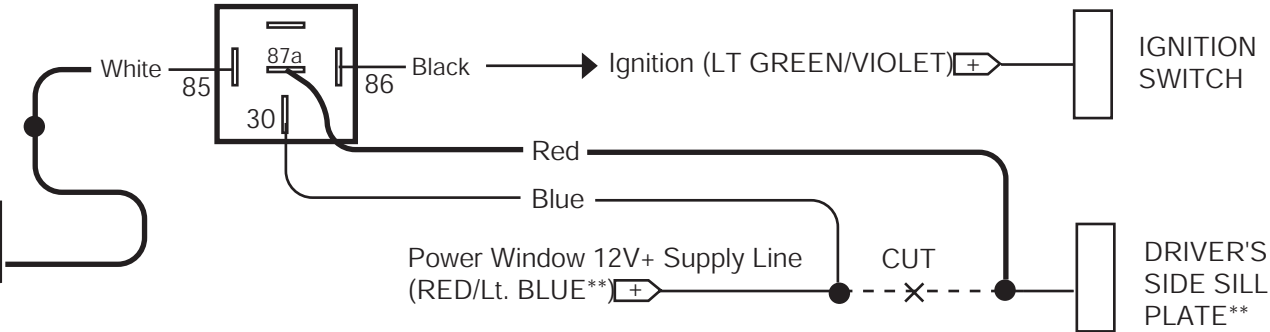 87a
White
85
86
Black
Ignition (LT GREEN/VIOLET)
+
IGNITION
SWITCH
30
Red
Blue
Power Window 12V+ Supply Line
(RED/Lt. BLUE**)
+
CUT
DRIVER'S
SIDE SILL
PLATE**